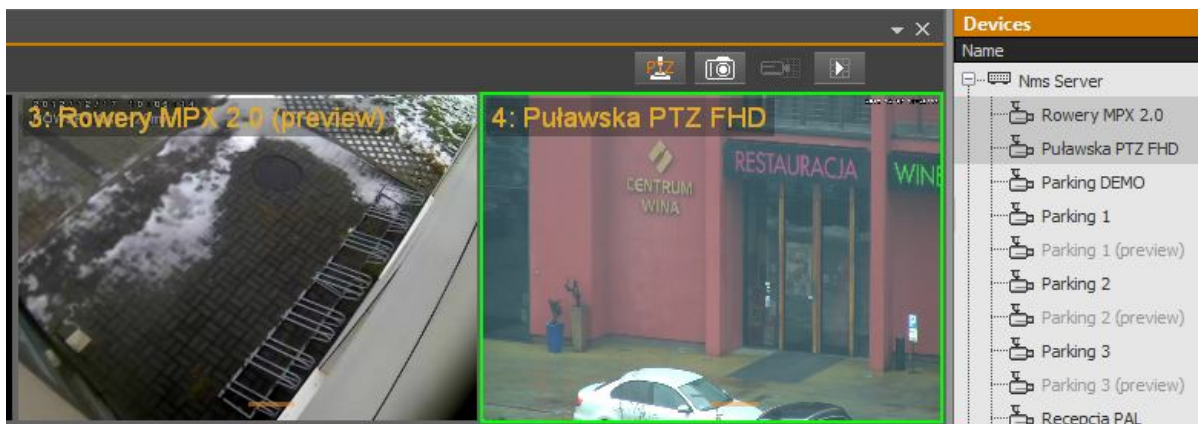 Devices
Name
Nms Server
Rowery MPX 2.0
Puławska PTZ FHD
Parking DEMO
Parking 1
Parking 1 (preview)
Parking 2
Parking 2 (preview)
Parking 3
Parking 3 (preview)
Recepcja PAL
PTZ
3: Rowery MPX 2.0 (preview)
4: Puławska PTZ FHD
CENTRUM
WINA
RESTAURACJA
WINE